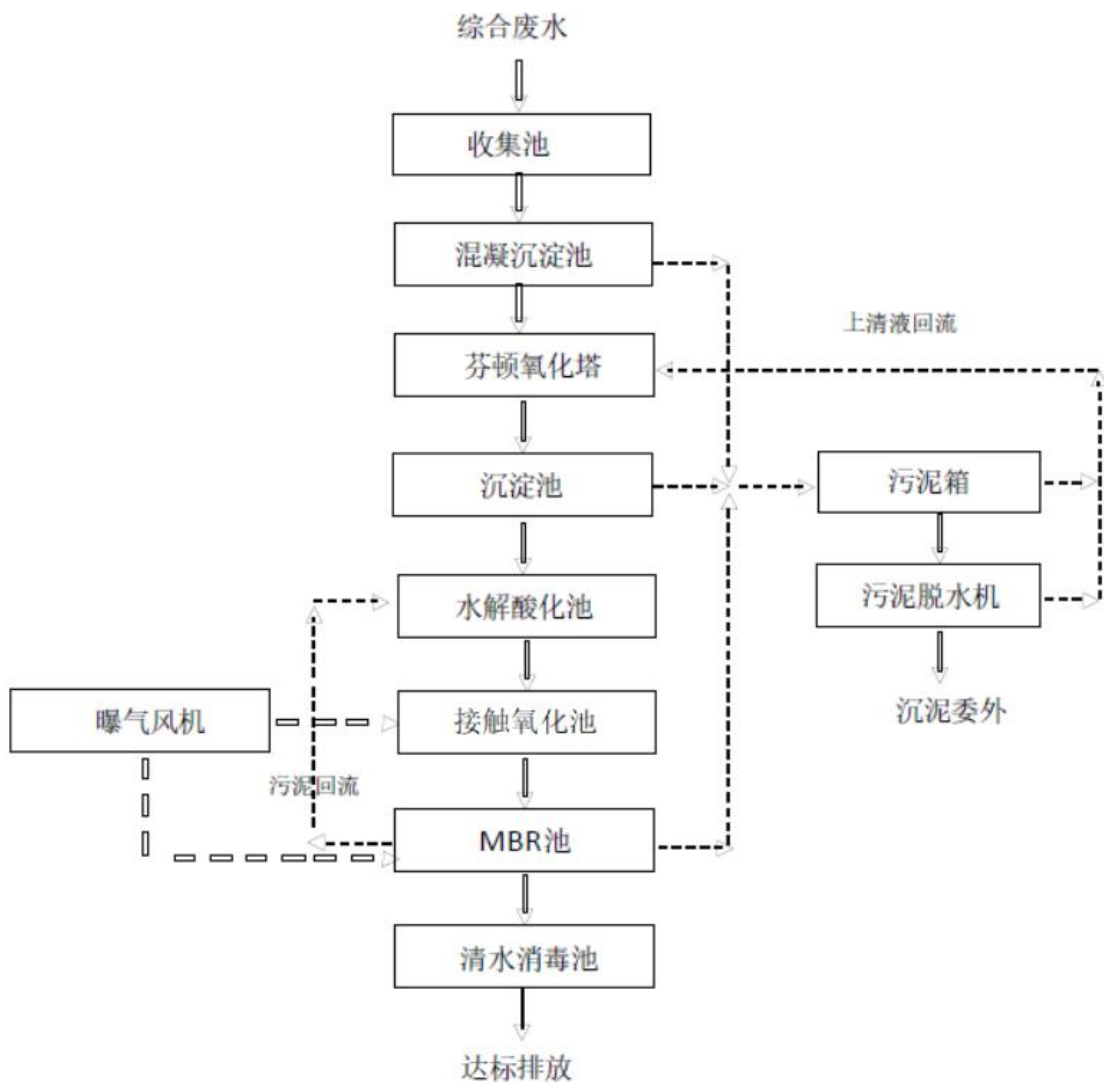 综合废水
收集池
混凝沉淀池
上清液回流
芬顿氧化塔
沉淀池
污泥箱
水解酸化池
污泥脱水机
曝气风机
接触氧化池
沉泥委外
污泥回流
MBR池
清水消毒池
达标排放